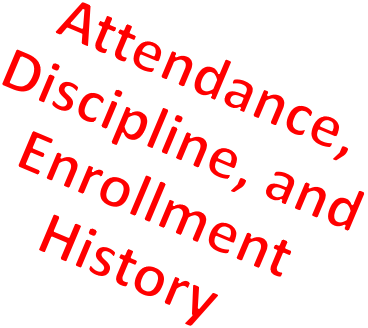 Attendance,
Discipline, and
Enrollment
History